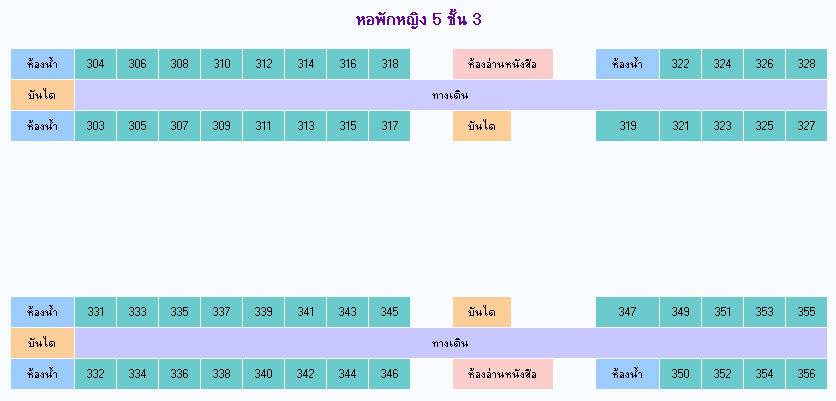 หอพักหญิง 5 ชั้น 3
ห้องน้ำ 304 306 308 310 312 314 316 318 ห้องอ่านหนังสือ ห้องน้ำ 322 324 326 328
บันได ทางเดิน
ห้องน้ำ 303 305 307 309 311 313 315 317 บันได 319 321 323 325 327
ห้องน้ำ 331 333 335 337 339 341 343 345 บันได 347 349 351 353 355
บันได ทางเดิน
ห้องน้ำ 332 334 336 338 340 342 344 346 ห้องอ่านหนังสือ ห้องน้ำ 350 352 354 356